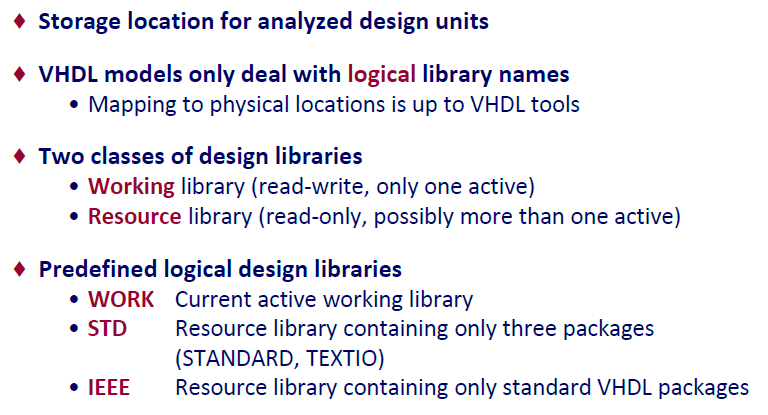 ♦ Storage location for analyzed design units
♦ VHDL models only deal with logical library names
• Mapping to physical locations is up to VHDL tools
♦ Two classes of design libraries
• Working library (read-write, only one active)
• Resource library (read-only, possibly more than one active)
♦ Predefined logical design libraries
• WORK Current active working library
• STD Resource library containing only three packages
(STANDARD, TEXTIO)
• IEEE Resource library containing only standard VHDL packages